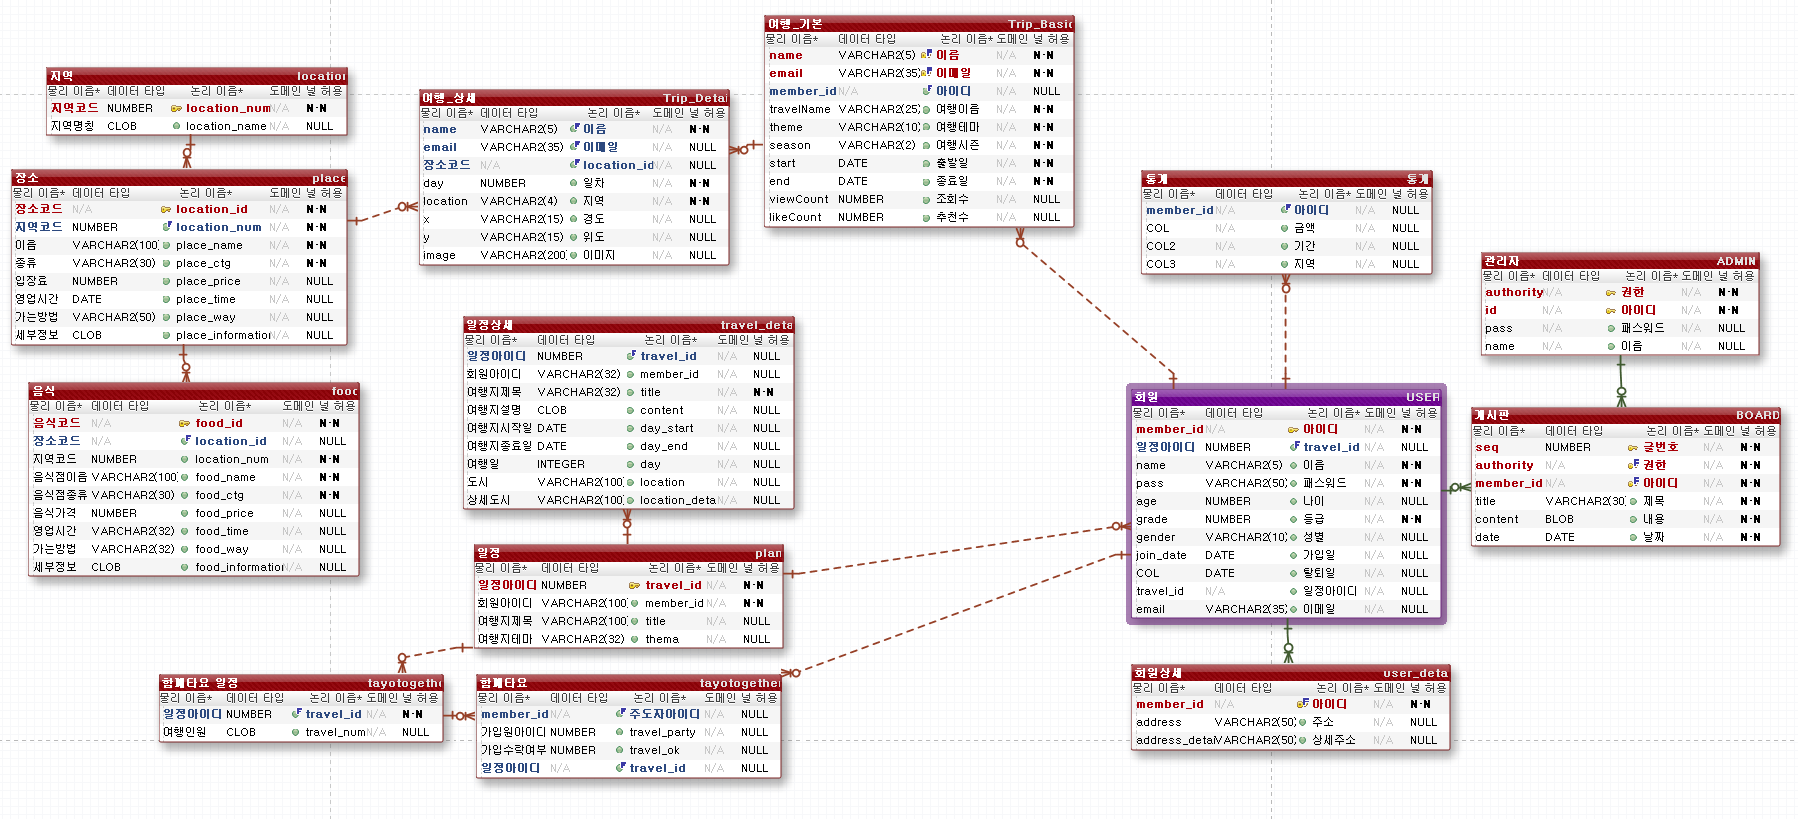 지역 location
물리 이름* 데이터 타입 논리 이름* 도메인 널 허용
지역코드 NUMBER location_num N/A N-N
지역명칭 CLOB location_name N/A NULL
장소 place
물리 이름* 데이터 타입 논리 이름* 도메인 널 허용
장소코드 N/A location_id N/A N-N
지역코드 NUMBER location_num N/A N-N
이름 VARCHAR2(100) place_name N/A N-N
종류 VARCHAR2(30) place_ctg N/A N-N
입장료 NUMBER place_price N/A NULL
영업시간 DATE place_time N/A NULL
가는방법 VARCHAR2(50) place_way N/A NULL
세부정보 CLOB place_information N/A NULL
음식 food
물리 이름* 데이터 타입 논리 이름* 도메인 널 허용
음식코드 N/A food_id N/A N-N
장소코드 N/A location_id N/A NULL
지역코드 NUMBER location_num N/A N-N
음식점이름 VARCHAR2(100) food_name N/A N-N
음식점종류 VARCHAR2(30) food_ctg N/A N-N
음식가격 NUMBER food_price N/A NULL
영업시간 VARCHAR2(32) food_time N/A NULL
가는방법 VARCHAR2(32) food_way N/A NULL
세부정보 CLOB food_information N/A NULL
여행_상세 Trip_Detai
물리 이름* 데이터 타입 논리 이름* 도메인 널 허용
name VARCHAR2(5) 이름 N/A N-N
email VARCHAR2(35) 이메일 N/A NULL
장소코드 N/A location_id N/A NULL
day NUMBER 일차 N/A N-N
location VARCHAR2(4) 지역 N/A N-N
x VARCHAR2(15) 경도 N/A NULL
y VARCHAR2(15) 위도 N/A NULL
image VARCHAR2(200) 이미지 N/A NULL
여행_기본 Trip_Basic
물리 이름* 데이터 타입 논리 이름* 도메인 널 허용
name VARCHAR2(5) 이름 N/A N-N
email VARCHAR2(35) 이메일 N/A N-N
member_id N/A 아이디 N/A NULL
travelName VARCHAR2(25) 여행이름 N/A N-N
theme VARCHAR2(10) 여행테마 N/A N-N
season VARCHAR2(2) 여행시즌 N/A N-N
start DATE 출발일 N/A N-N
end DATE 종료일 N/A N-N
viewCount NUMBER 조회수 N/A NULL
likeCount NUMBER 추천수 N/A NULL
일정상세 travel_deta
물리 이름* 데이터 타입 논리 이름* 도메인 널 허용
일정아이디 NUMBER travel_id N/A NULL
회원아이디 VARCHAR2(32) member_id N/A NULL
여행지제목 VARCHAR2(32) title N/A N-N
여행지설명 CLOB content N/A NULL
여행지시작일 DATE day_start N/A NULL
여행지종료일 DATE day_end N/A NULL
여행일 INTEGER day N/A NULL
도시 VARCHAR2(100) location N/A NULL
상세도시 VARCHAR2(100) location_deta N/A NULL
일정 plan
물리 이름* 데이터 타입 논리 이름* 도메인 널 허용
일정아이디 NUMBER travel_id N/A N-N
회원아이디 VARCHAR2(100) member_id N/A N-N
여행지제목 VARCHAR2(100) title N/A NULL
여행지테마 VARCHAR2(32) thema N/A NULL
함께타요 일정 tayotogethe
물리 이름* 데이터 타입 논리 이름* 도메인 널 허용
일정아이디 NUMBER travel_id N/A N-N
여행인원 CLOB travel_num N/A NULL
함께타요 tayotogether
물리 이름* 데이터 타입 논리 이름* 도메인 널 허용
member_id N/A 주도자아이디 N/A NULL
가입원아이디 NUMBER travel_party N/A NULL
가입수락여부 NUMBER travel_ok N/A NULL
일정아이디 N/A travel_id N/A NULL
통계 통계
물리 이름* 데이터 타입 논리 이름* 도메인 널 허용
member_id N/A 아이디 N/A NULL
COL N/A 금액 N/A NULL
COL2 N/A 기간 N/A NULL
COL3 N/A 지역 N/A NULL
회원 USER
물리 이름* 데이터 타입 논리 이름* 도메인 널 허용
member_id N/A 아이디 N/A N-N
일정아이디 NUMBER travel_id N/A NULL
name VARCHAR2(5) 이름 N/A N-N
pass VARCHAR2(50) 패스워드 N/A N-N
age NUMBER 나이 N/A NULL
grade NUMBER 등급 N/A N-N
gender VARCHAR2(10) 성별 N/A NULL
join_date DATE 가입일 N/A NULL
COL DATE 탈퇴일 N/A NULL
travel_id N/A 일정아이디 N/A NULL
email VARCHAR2(35) 이메일 N/A NULL
회원상세 user_deta
물리 이름* 데이터 타입 논리 이름* 도메인 널 허용
member_id N/A 아이디 N/A N-N
address VARCHAR2(50) 주소 N/A NULL
address_detai VARCHAR2(50) 상세주소 N/A NULL
관리자 ADMIN
물리 이름* 데이터 타입 논리 이름* 도메인 널 허용
authority N/A 권한 N/A N-N
id N/A 아이디 N/A N-N
pass N/A 패스워드 N/A NULL
name N/A 이름 N/A NULL
게시판 BOARD
물리 이름* 데이터 타입 논리 이름* 도메인 널 허용
seq NUMBER 글번호 N/A N-N
authority N/A 권한 N/A N-N
member_id N/A 아이디 N/A N-N
title VARCHAR2(30) 제목 N/A N-N
content BLOB 내용 N/A N-N
date DATE 날짜 N/A N-N